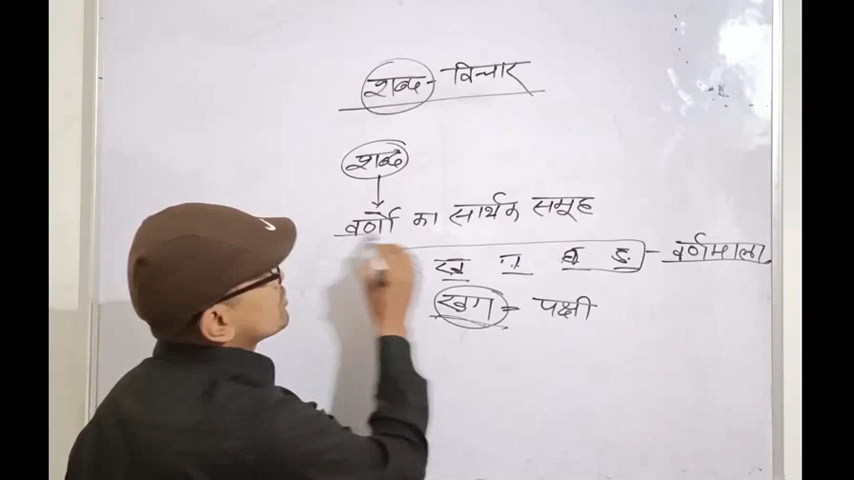 शब्द - विचार
शब्द
वर्णों का सार्थक समूह
ख ग घ ङ - वर्णमाला
खग = पक्षी